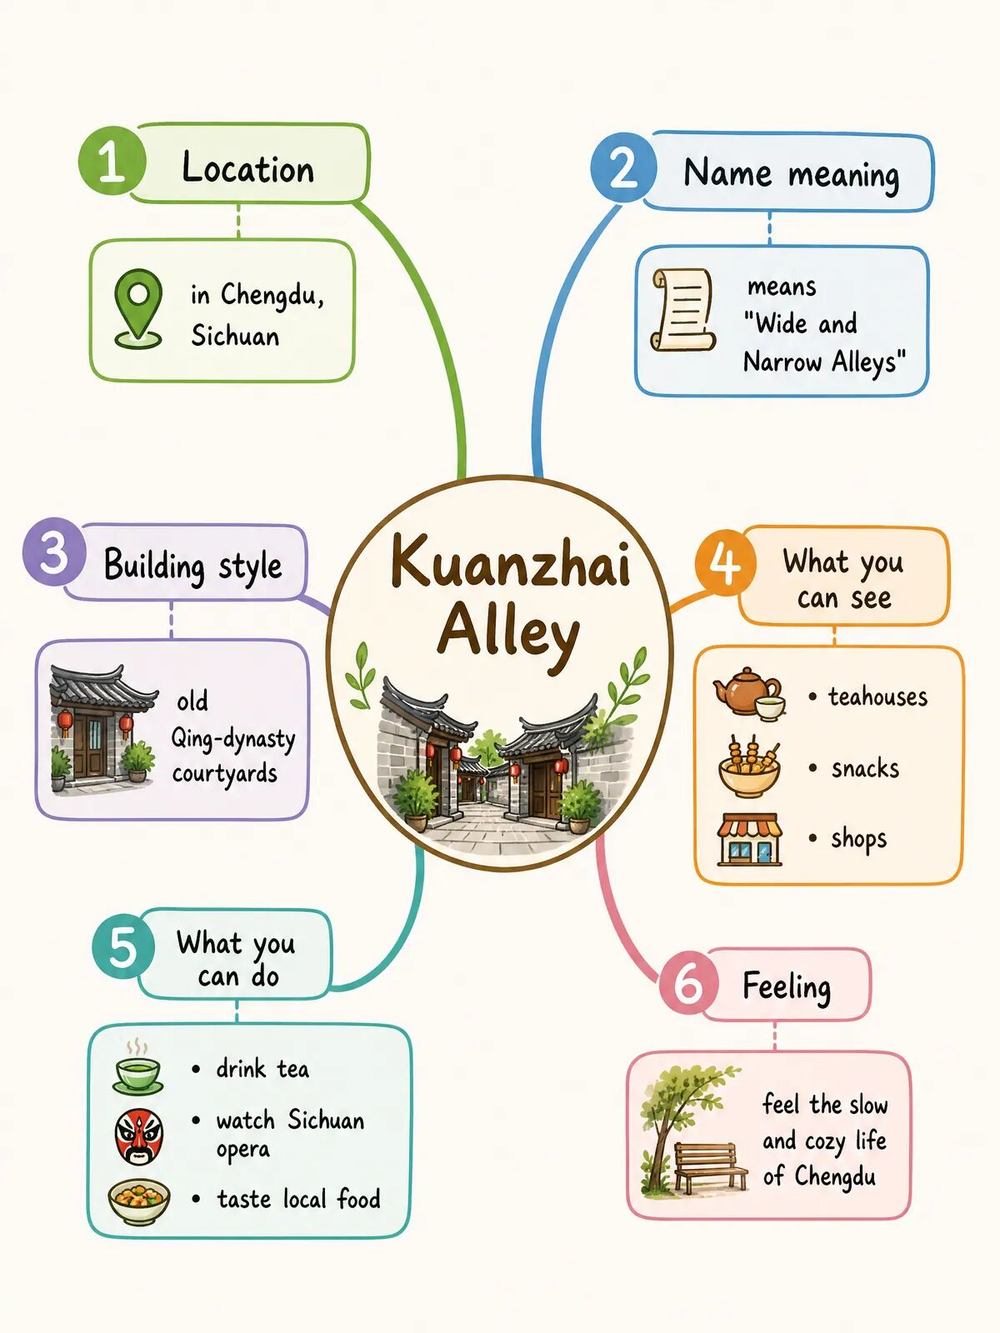 1
Location
in Chengdu,
Sichuan
2
Name meaning
means
"Wide and
Narrow Alleys"
Kuanzhai
Alley
3
Building style
old
Qing-dynasty
courtyards
4
What you
can see
• teahouses
• snacks
• shops
5
What you
can do
• drink tea
• watch Sichuan
opera
• taste local food
6
Feeling
feel the slow
and cozy life
of Chengdu